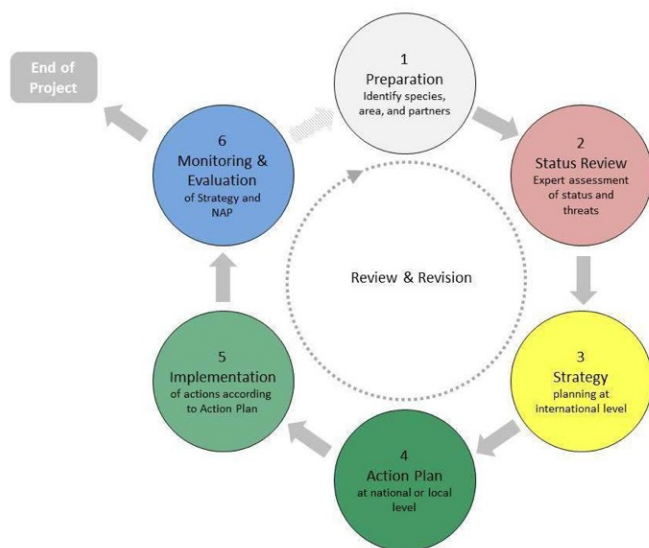 End of
Project
1
Preparation
Identify species,
area, and partners
2
Status Review
Expert assessment
of status and
threats
3
Strategy
planning at
international level
4
Action Plan
at national or local
level
5
Implementation
of actions according
to Action Plan
6
Monitoring &
Evaluation
of Strategy and
NAP
Review & Revision